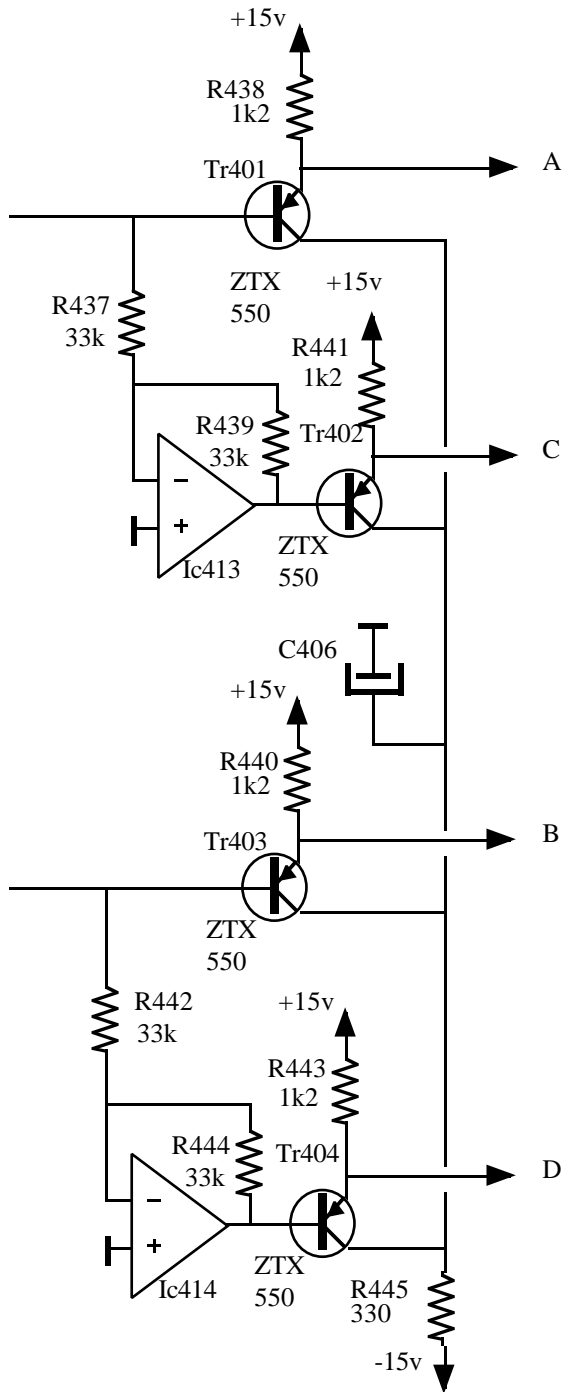 +15v
R438
1k2
A
Tr401
ZTX
550
+15v
R437
33k
R441
1k2
R439
33k
Tr402
C
−
+
Ic413
ZTX
550
C406
+15v
R440
1k2
B
Tr403
ZTX
550
R442
33k
+15v
R443
1k2
R444
33k
Tr404
D
−
+
Ic414
ZTX
550
R445
330
-15v